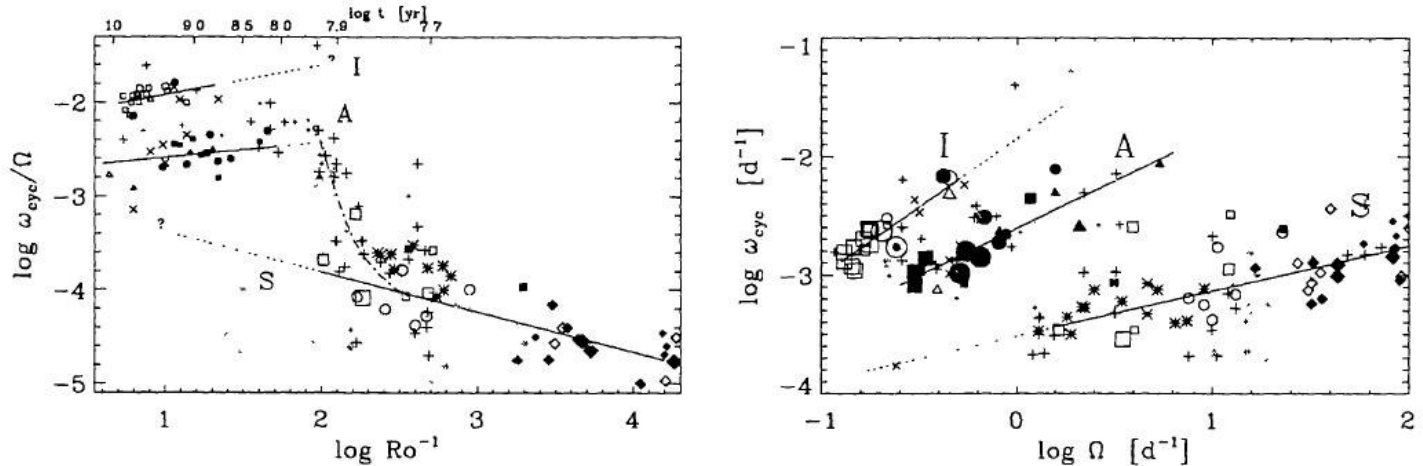 log t [yr]
10 9 0 8 5 8 0 7.9 7 7
-2
-3
-4
-5
log ω_cyc/Ω
? I
A
?
S
1 2 3 4
log Ro⁻¹
-1
-2
-3
-4
log ω_cyc [d⁻¹]
I A
S
-1 0 1 2
log Ω [d⁻¹]